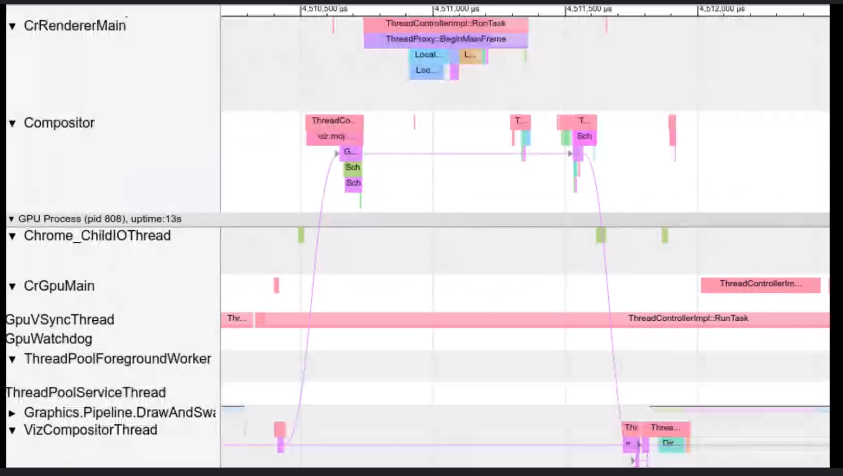 4,510,500 µs
4,511,000 µs
4,511,500 µs
4,512,000 µs
CrRendererMain
ThreadControllerImpl::RunTask
ThreadProxy::BeginMainFrame
Local...
L...
Loc...
Compositor
ThreadCo...
T...
T...
viz.moj...
Sch
G...
Sch
Sch
GPU Process (pid 808), uptime:13s
Chrome_ChildIOThread
CrGpuMain
ThreadControllerIm...
GpuVSyncThread
Thr...
ThreadControllerImpl::RunTask
GpuWatchdog
ThreadPoolForegroundWorker
ThreadPoolServiceThread
Graphics.Pipeline.DrawAndSwa
VizCompositorThread
Thr
Threa...
Dir...